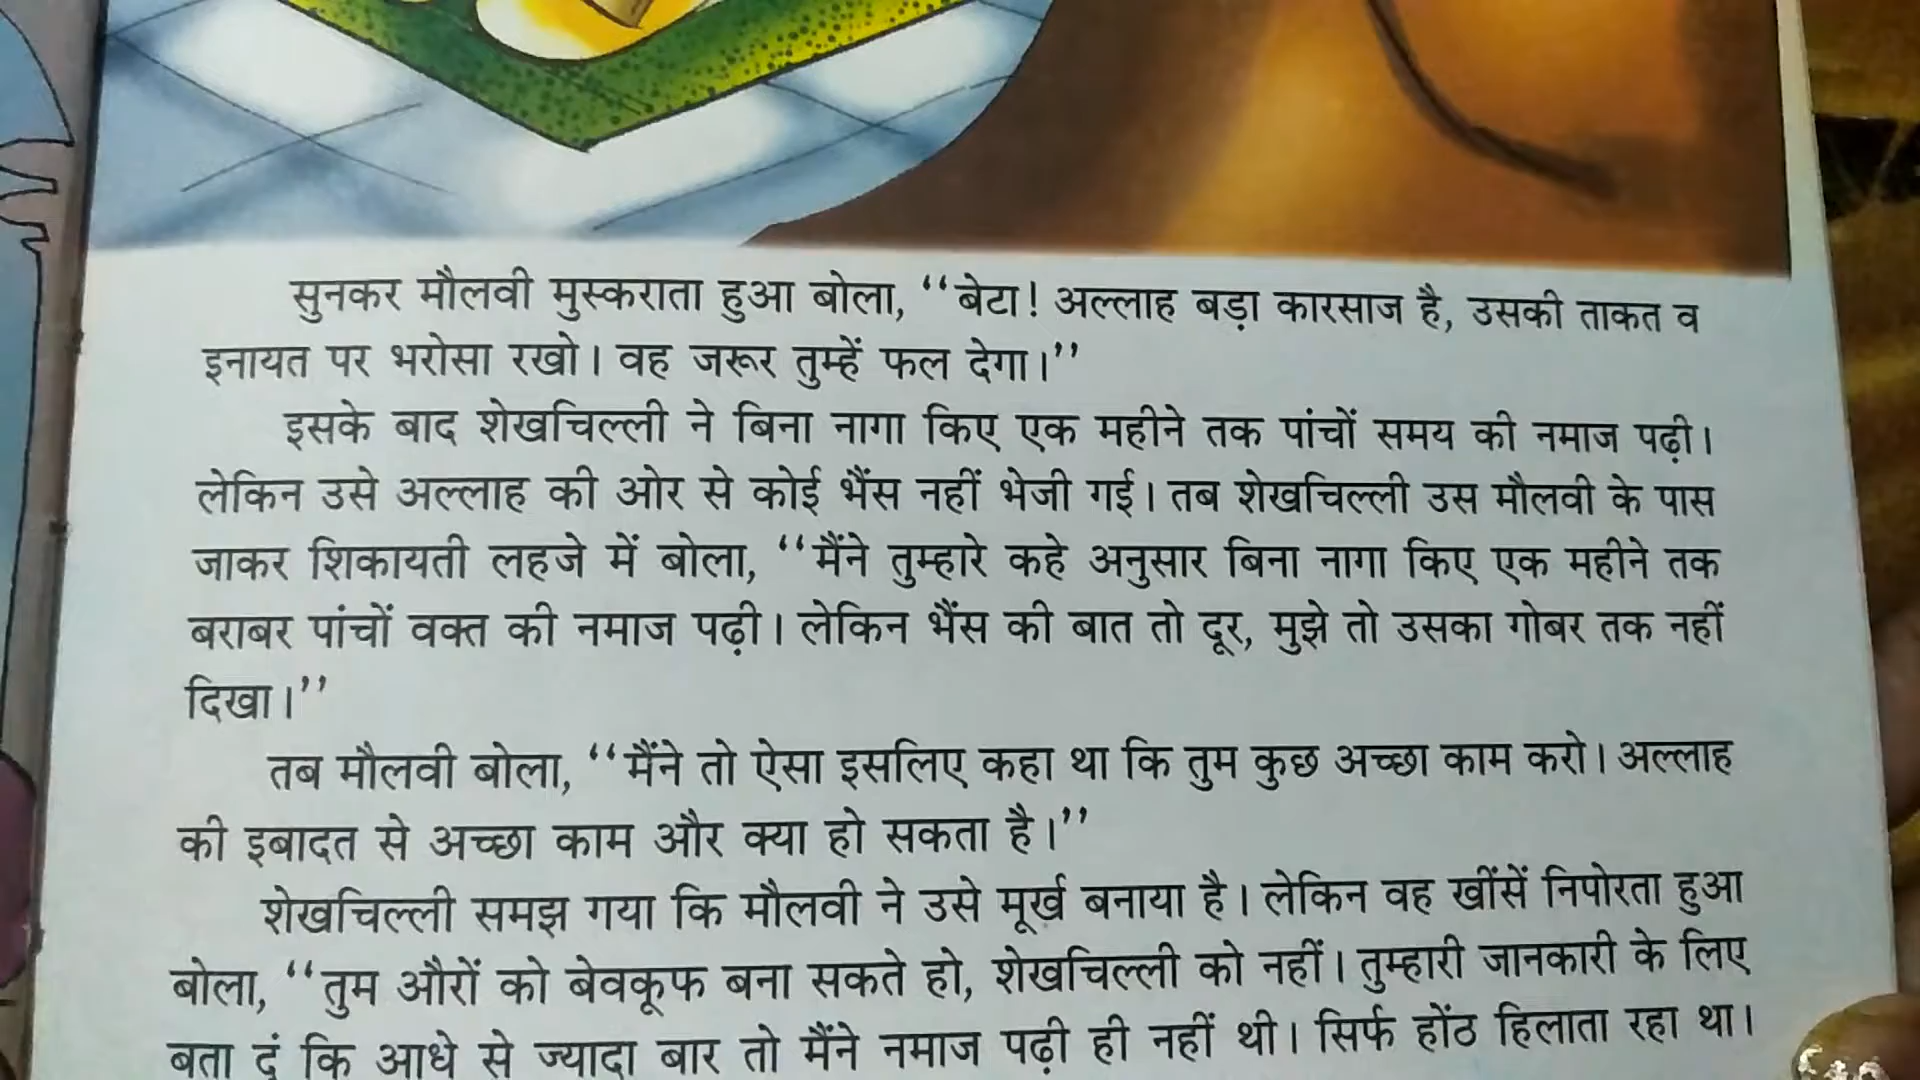 सुनकर मौलवी मुस्कराता हुआ बोला, ‘‘बेटा! अल्लाह बड़ा कारसाज है, उसकी ताकत व
इनायत पर भरोसा रखो। वह जरूर तुम्हें फल देगा।’’
इसके बाद शेखचिल्ली ने बिना नागा किए एक महीने तक पांचों समय की नमाज पढ़ी।
लेकिन उसे अल्लाह की ओर से कोई भैंस नहीं भेजी गई। तब शेखचिल्ली उस मौलवी के पास
जाकर शिकायती लहजे में बोला, ‘‘मैंने तुम्हारे कहे अनुसार बिना नागा किए एक महीने तक
बराबर पांचों वक्त की नमाज पढ़ी। लेकिन भैंस की बात तो दूर, मुझे तो उसका गोबर तक नहीं
दिखा।’’
तब मौलवी बोला, ‘‘मैंने तो ऐसा इसलिए कहा था कि तुम कुछ अच्छा काम करो। अल्लाह
की इबादत से अच्छा काम और क्या हो सकता है।’’
शेखचिल्ली समझ गया कि मौलवी ने उसे मूर्ख बनाया है। लेकिन वह खींसें निपोरता हुआ
बोला, ‘‘तुम औरों को बेवकूफ बना सकते हो, शेखचिल्ली को नहीं। तुम्हारी जानकारी के लिए
बता दूं कि आधे से ज्यादा बार तो मैंने नमाज पढ़ी ही नहीं थी। सिर्फ होंठ हिलाता रहा था।